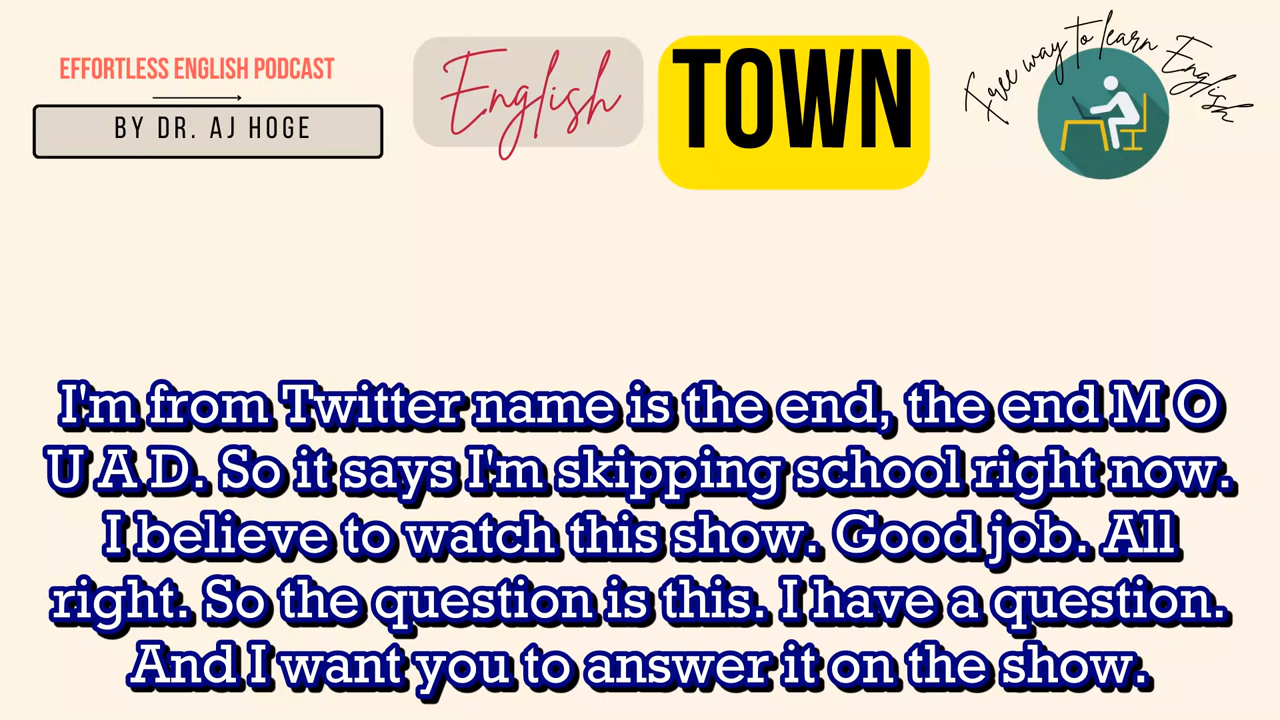 EFFORTLESS ENGLISH PODCAST
BY DR. AJ HOGE
English
TOWN
Free way to learn English
I'm from Twitter name is the end, the end M O
U A D. So it says I'm skipping school right now.
I believe to watch this show. Good job. All
right. So the question is this. I have a question.
And I want you to answer it on the show.